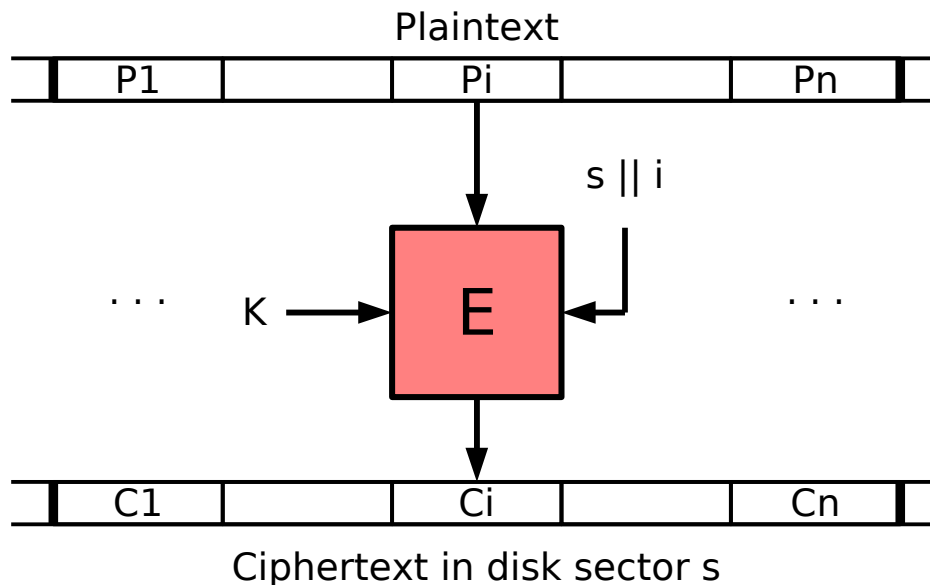 Plaintext
P1 Pi Pn
s || i
. . . K E . . .
C1 Ci Cn
Ciphertext in disk sector s